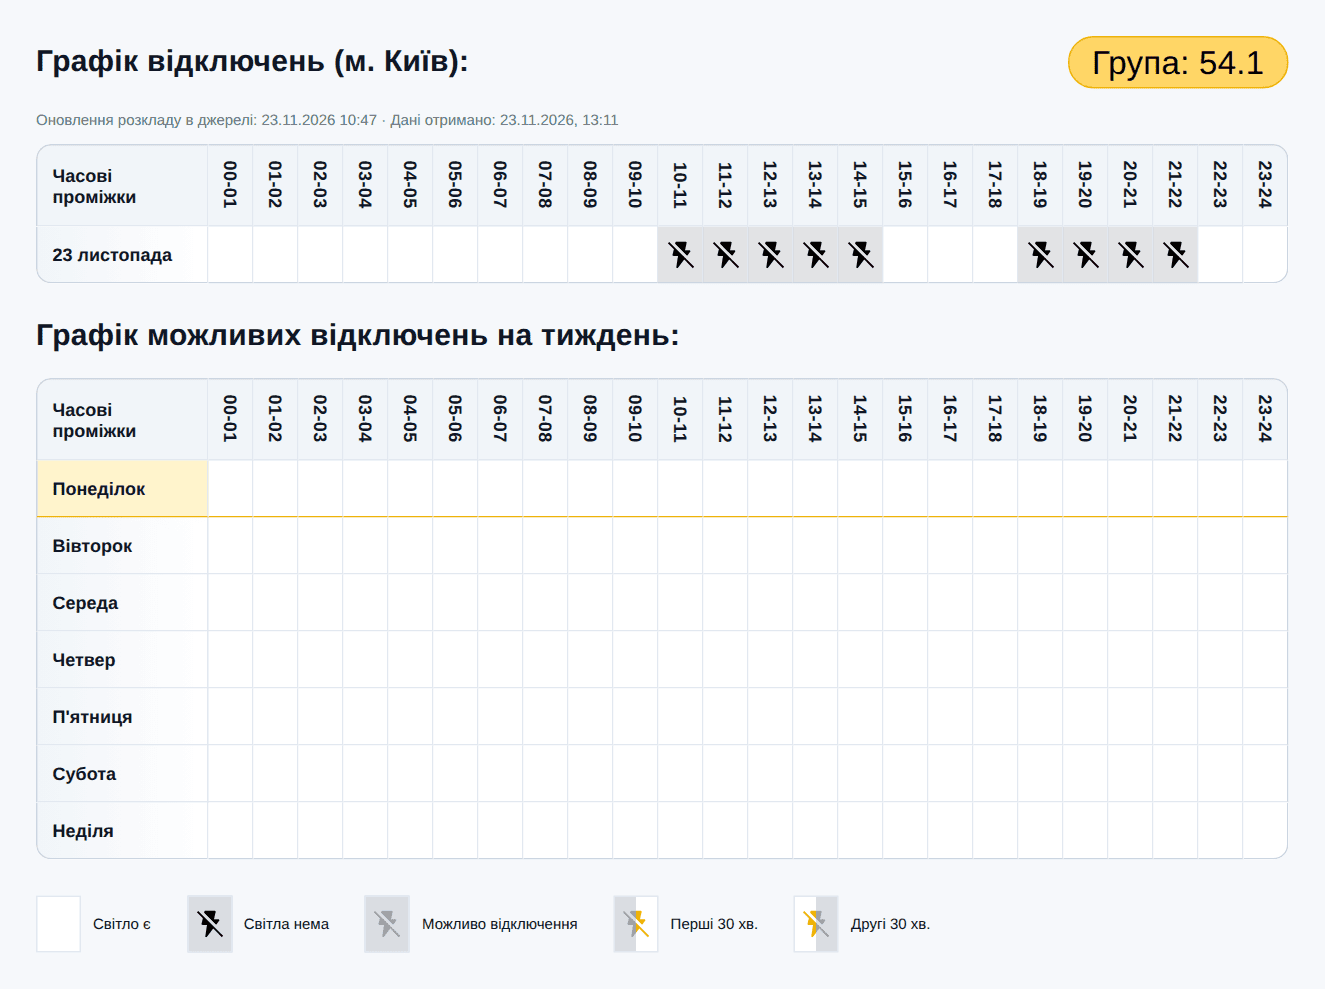 Графік відключень (м. Київ):
Група: 54.1
Оновлення розкладу в джерелі: 23.11.2026 10:47 · Дані отримано: 23.11.2026, 13:11
Часові проміжки 00-01 01-02 02-03 03-04 04-05 05-06 06-07 07-08 08-09 09-10 10-11 11-12 12-13 13-14 14-15 15-16 16-17 17-18 18-19 19-20 20-21 21-22 22-23 23-24
23 листопада
Графік можливих відключень на тиждень:
Часові проміжки 00-01 01-02 02-03 03-04 04-05 05-06 06-07 07-08 08-09 09-10 10-11 11-12 12-13 13-14 14-15 15-16 16-17 17-18 18-19 19-20 20-21 21-22 22-23 23-24
Понеділок
Вівторок
Середа
Четвер
П'ятниця
Субота
Неділя
Світло є Світла нема Можливо відключення Перші 30 хв. Другі 30 хв.